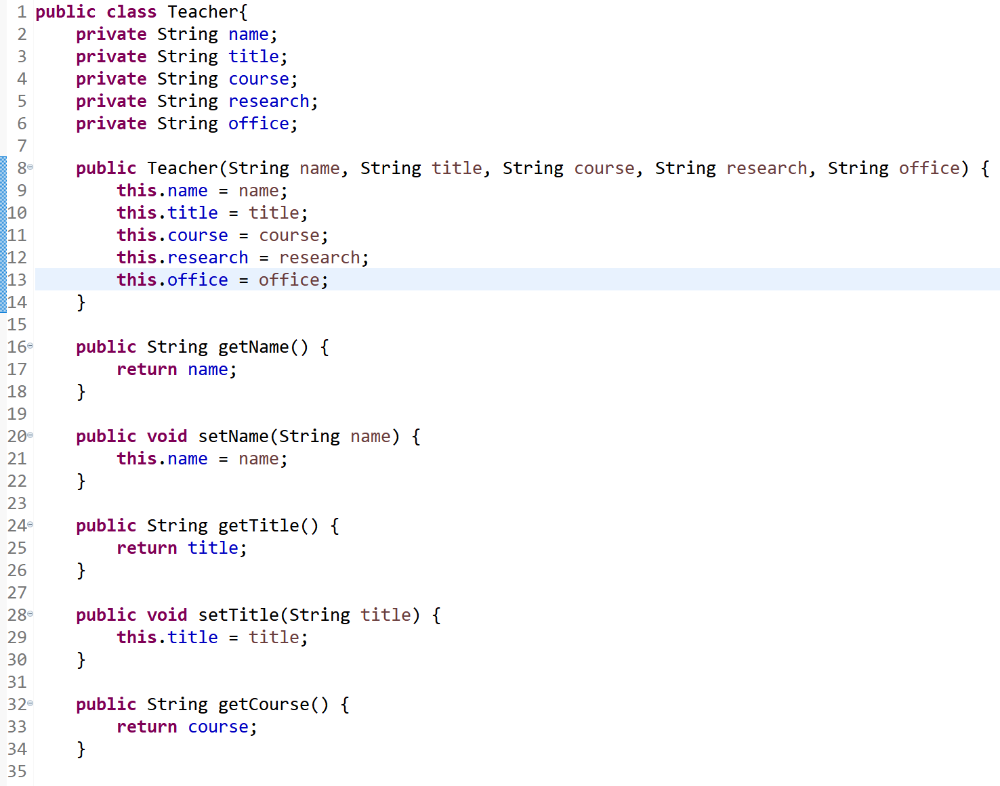 1 public class Teacher{
2     private String name;
3     private String title;
4     private String course;
5     private String research;
6     private String office;
7
8     public Teacher(String name, String title, String course, String research, String office) {
9         this.name = name;
10         this.title = title;
11         this.course = course;
12         this.research = research;
13         this.office = office;
14     }
15
16     public String getName() {
17         return name;
18     }
19
20     public void setName(String name) {
21         this.name = name;
22     }
23
24     public String getTitle() {
25         return title;
26     }
27
28     public void setTitle(String title) {
29         this.title = title;
30     }
31
32     public String getCourse() {
33         return course;
34     }
35